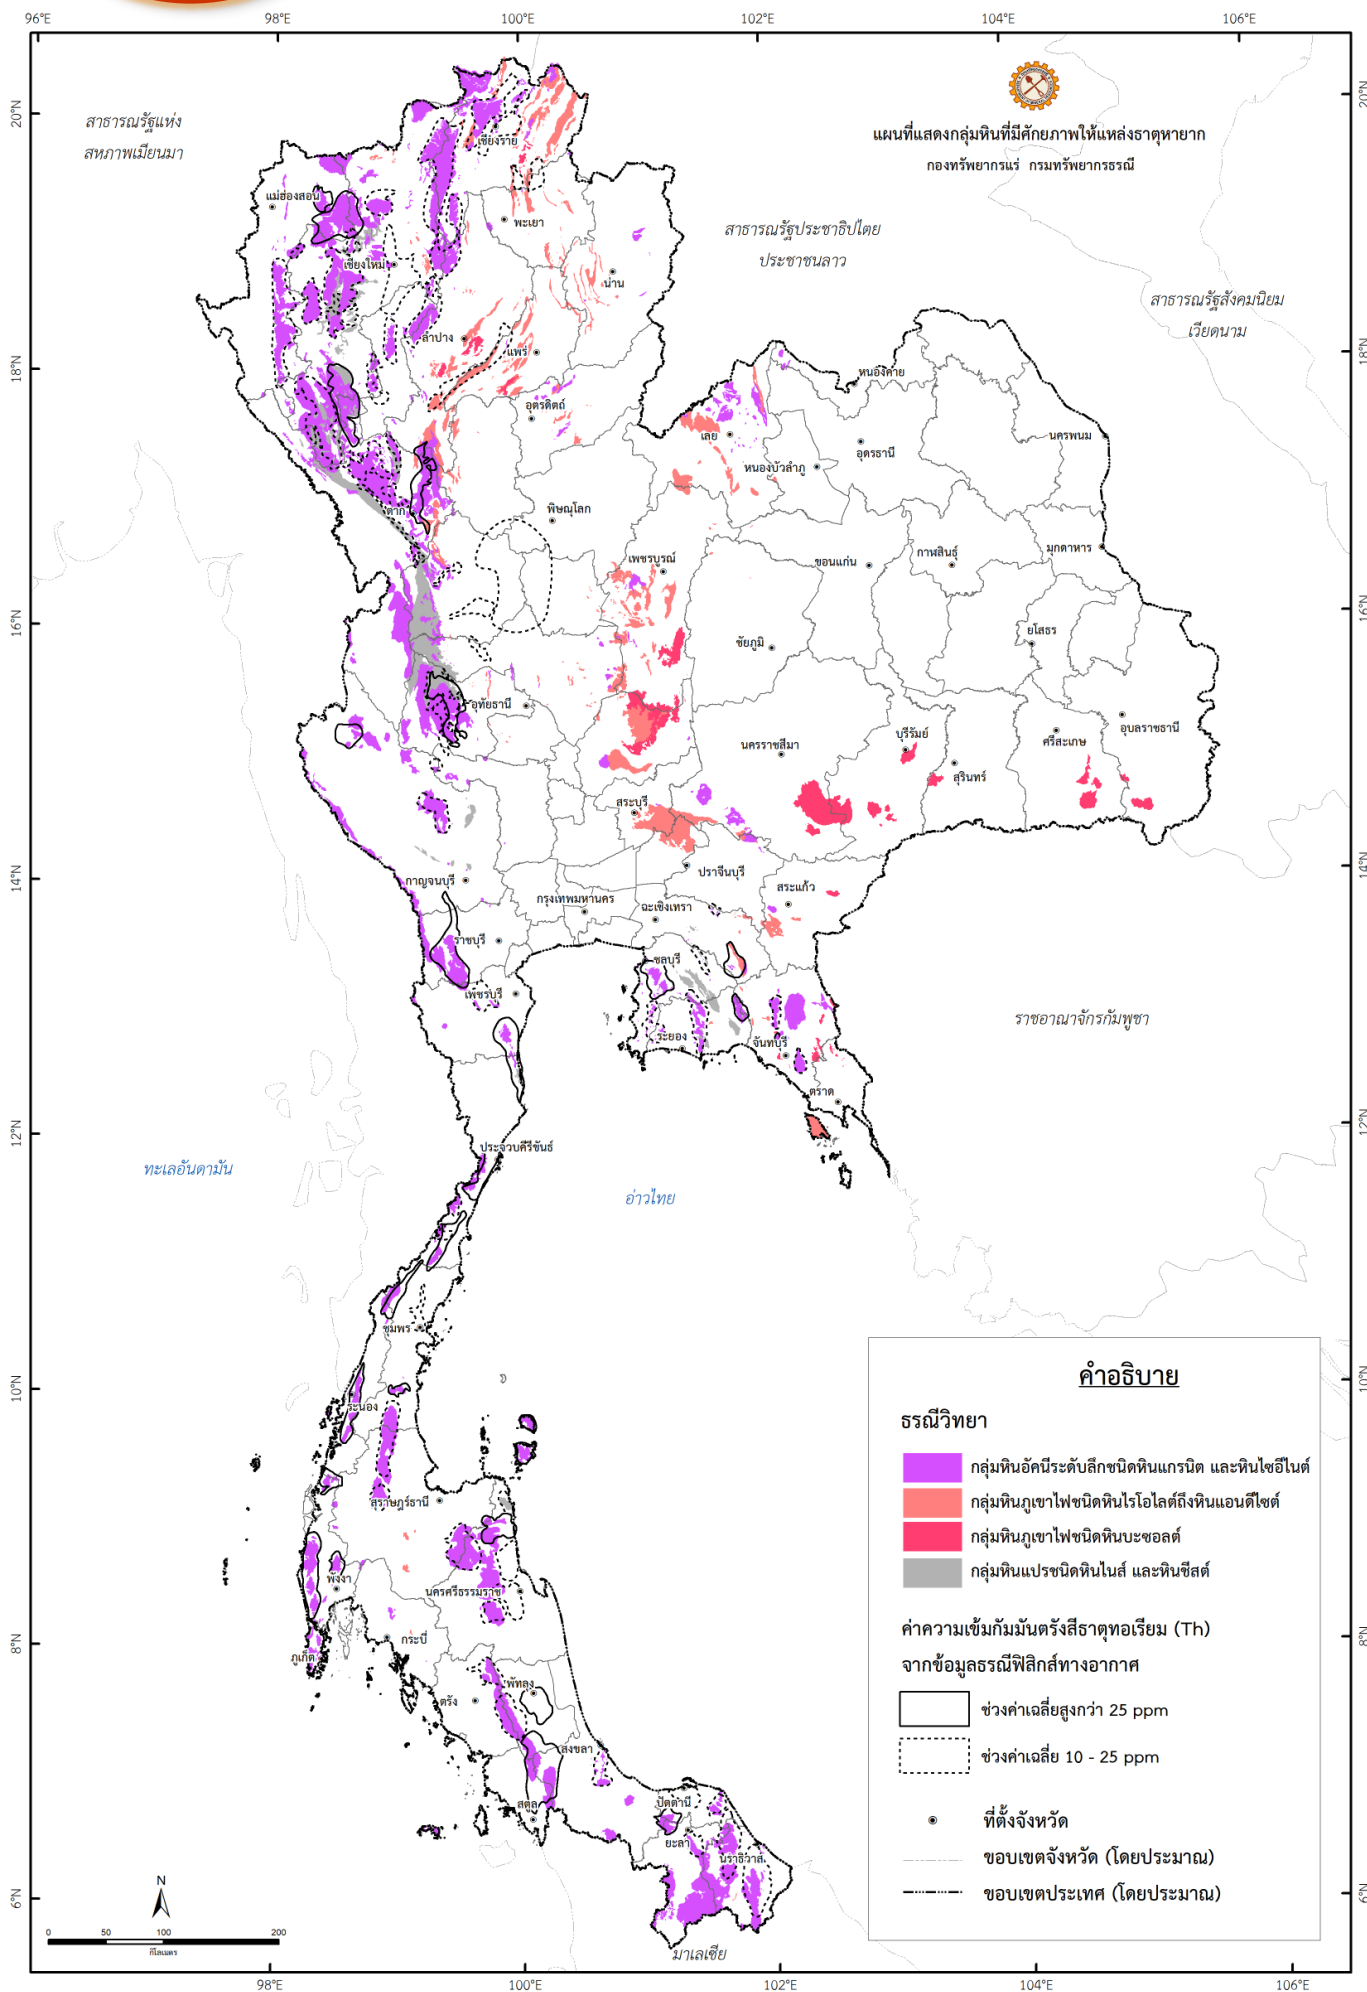 96°E 98°E 100°E 102°E 104°E 106°E
แผนที่แสดงกลุ่มหินที่มีศักยภาพให้แหล่งธาตุหายาก
กองทรัพยากรแร่ กรมทรัพยากรธรณี
20°N
20°N
สาธารณรัฐแห่ง
สหภาพเมียนมา
เชียงราย
แม่ฮ่องสอน
พะเยา
สาธารณรัฐประชาธิปไตย
ประชาชนลาว
เชียงใหม่
น่าน
สาธารณรัฐสังคมนิยม
เวียดนาม
ลำปาง
แพร่
18°N
18°N
หนองคาย
อุตรดิตถ์
เลย
นครพนม
อุดรธานี
หนองบัวลำภู
ตาก
พิษณุโลก
เพชรบูรณ์
ขอนแก่น
กาฬสินธุ์
มุกดาหาร
16°N
16°N
ยโสธร
ชัยภูมิ
อุทัยธานี
นครราชสีมา
บุรีรัมย์
สุรินทร์
ศรีสะเกษ
อุบลราชธานี
สระบุรี
14°N
14°N
กาญจนบุรี
ปราจีนบุรี
สระแก้ว
กรุงเทพมหานคร
ฉะเชิงเทรา
ราชบุรี
ชลบุรี
เพชรบุรี
ราชอาณาจักรกัมพูชา
ระยอง
จันทบุรี
ตราด
12°N
12°N
ประจวบคีรีขันธ์
ทะเลอันดามัน
อ่าวไทย
ชุมพร
10°N
10°N
ระนอง
สุราษฎร์ธานี
พังงา
นครศรีธรรมราช
8°N
8°N
กระบี่
ภูเก็ต
ตรัง
พัทลุง
สงขลา
สตูล
ปัตตานี
ยะลา
นราธิวาส
6°N
6°N
มาเลเซีย
คำอธิบาย
ธรณีวิทยา
กลุ่มหินอัคนีระดับลึกชนิดหินแกรนิต และหินไซอีไนต์
กลุ่มหินภูเขาไฟชนิดหินไรโอไลต์ถึงหินแอนดีไซต์
กลุ่มหินภูเขาไฟชนิดหินบะซอลต์
กลุ่มหินแปรชนิดหินไนส์ และหินชีสต์
ค่าความเข้มกัมมันตรังสีธาตุทอเรียม (Th)
จากข้อมูลธรณีฟิสิกส์ทางอากาศ
ช่วงค่าเฉลี่ยสูงกว่า 25 ppm
ช่วงค่าเฉลี่ย 10 - 25 ppm
ที่ตั้งจังหวัด
ขอบเขตจังหวัด (โดยประมาณ)
ขอบเขตประเทศ (โดยประมาณ)
N
0 50 100 200
กิโลเมตร
98°E 100°E 102°E 104°E 106°E